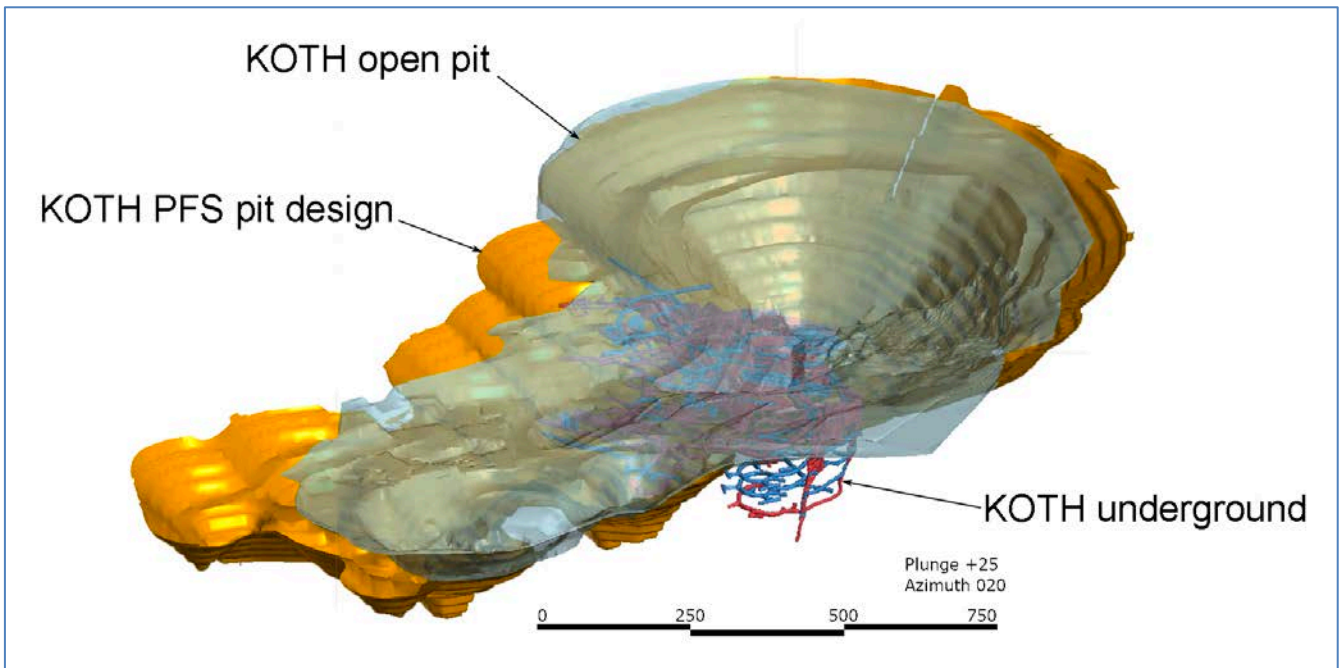 KOTH open pit
KOTH PFS pit design
KOTH underground
Plunge +25
Azimuth 020
0 250 500 750